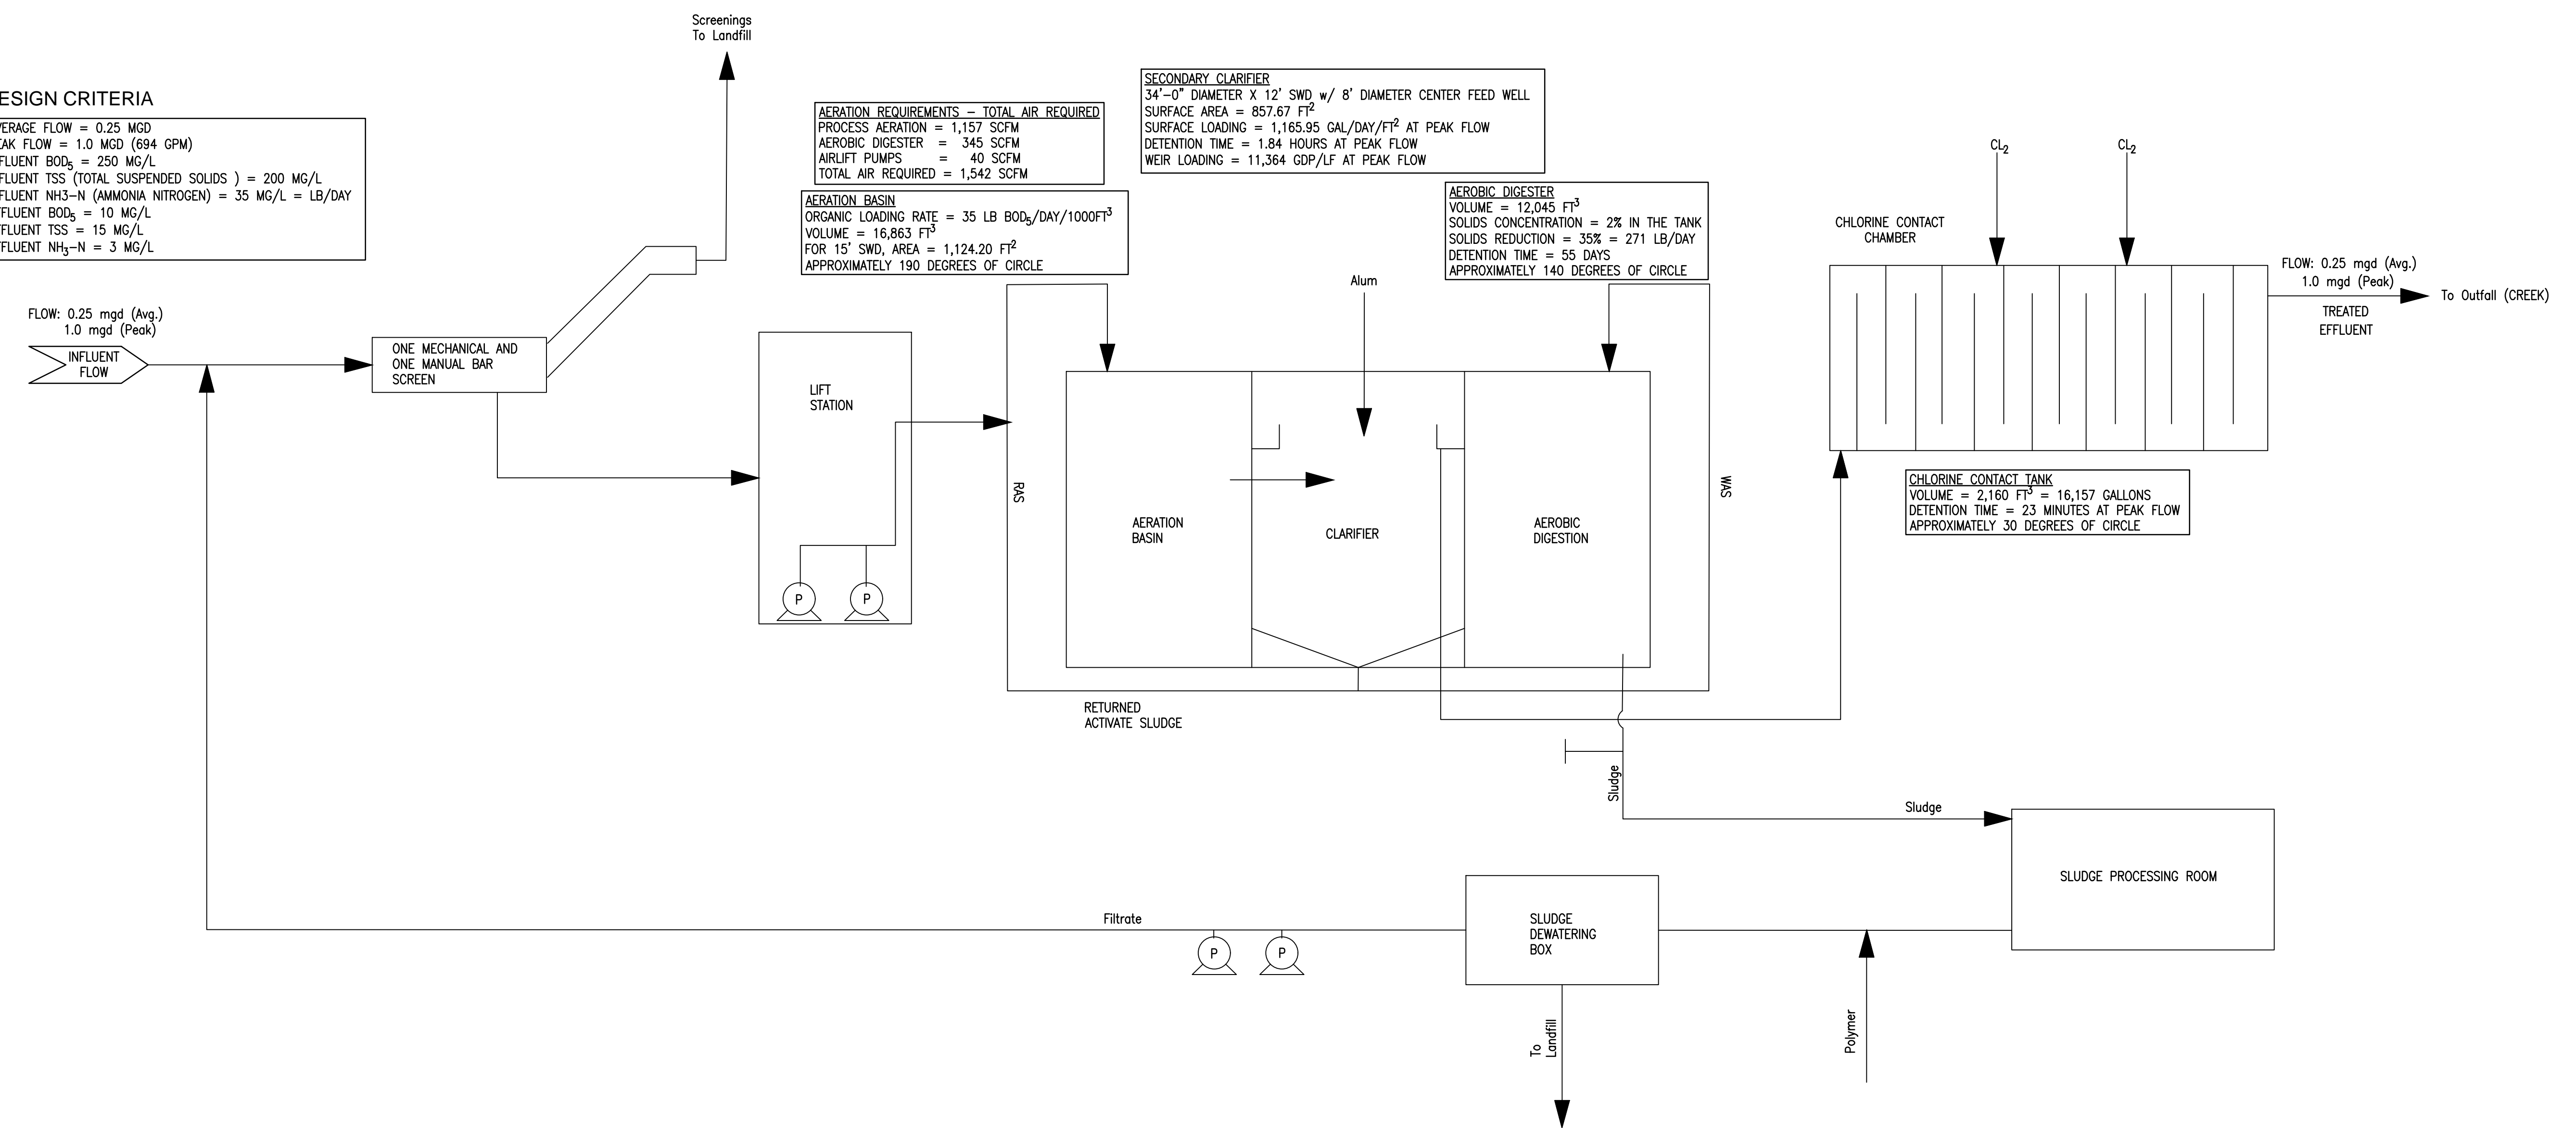 Screenings
To Landfill
ESIGN CRITERIA
VERAGE FLOW = 0.25 MGD
EAK FLOW = 1.0 MGD (694 GPM)
FLUENT BOD5 = 250 MG/L
FLUENT TSS (TOTAL SUSPENDED SOLIDS ) = 200 MG/L
FLUENT NH3-N (AMMONIA NITROGEN) = 35 MG/L = LB/DAY
FLUENT BOD5 = 10 MG/L
FLUENT TSS = 15 MG/L
FLUENT NH3-N = 3 MG/L
AERATION REQUIREMENTS - TOTAL AIR REQUIRED
PROCESS AERATION = 1,157 SCFM
AEROBIC DIGESTER = 345 SCFM
AIRLIFT PUMPS = 40 SCFM
TOTAL AIR REQUIRED = 1,542 SCFM
SECONDARY CLARIFIER
34'-0" DIAMETER X 12' SWD w/ 8' DIAMETER CENTER FEED WELL
SURFACE AREA = 857.67 FT2
SURFACE LOADING = 1,165.95 GAL/DAY/FT2 AT PEAK FLOW
DETENTION TIME = 1.84 HOURS AT PEAK FLOW
WEIR LOADING = 11,364 GDP/LF AT PEAK FLOW
AERATION BASIN
ORGANIC LOADING RATE = 35 LB BOD5/DAY/1000FT3
VOLUME = 16,863 FT3
FOR 15' SWD, AREA = 1,124.20 FT2
APPROXIMATELY 190 DEGREES OF CIRCLE
AEROBIC DIGESTER
VOLUME = 12,045 FT3
SOLIDS CONCENTRATION = 2% IN THE TANK
SOLIDS REDUCTION = 35% = 271 LB/DAY
DETENTION TIME = 55 DAYS
APPROXIMATELY 140 DEGREES OF CIRCLE
CL2
CL2
CHLORINE CONTACT
CHAMBER
FLOW: 0.25 mgd (Avg.)
1.0 mgd (Peak)
To Outfall (CREEK)
TREATED
EFFLUENT
FLOW: 0.25 mgd (Avg.)
1.0 mgd (Peak)
INFLUENT
FLOW
ONE MECHANICAL AND
ONE MANUAL BAR
SCREEN
LIFT
STATION
P
P
Alum
RAS
AERATION
BASIN
CLARIFIER
AEROBIC
DIGESTION
WAS
CHLORINE CONTACT TANK
VOLUME = 2,160 FT3 = 16,157 GALLONS
DETENTION TIME = 23 MINUTES AT PEAK FLOW
APPROXIMATELY 30 DEGREES OF CIRCLE
RETURNED
ACTIVATE SLUDGE
Sludge
Sludge
SLUDGE PROCESSING ROOM
Filtrate
P
P
SLUDGE
DEWATERING
BOX
To
Landfill
Polymer